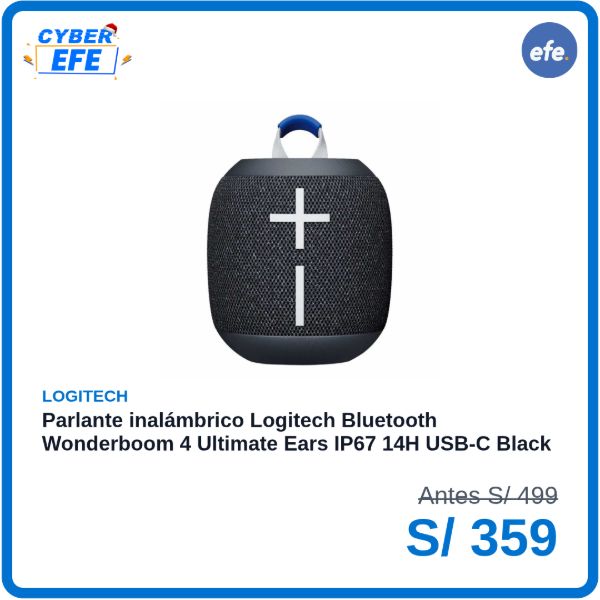 CYBER
EFE
efe.
LOGITECH
Parlante inalámbrico Logitech Bluetooth
Wonderboom 4 Ultimate Ears IP67 14H USB-C Black
Antes S/ 499
S/ 359